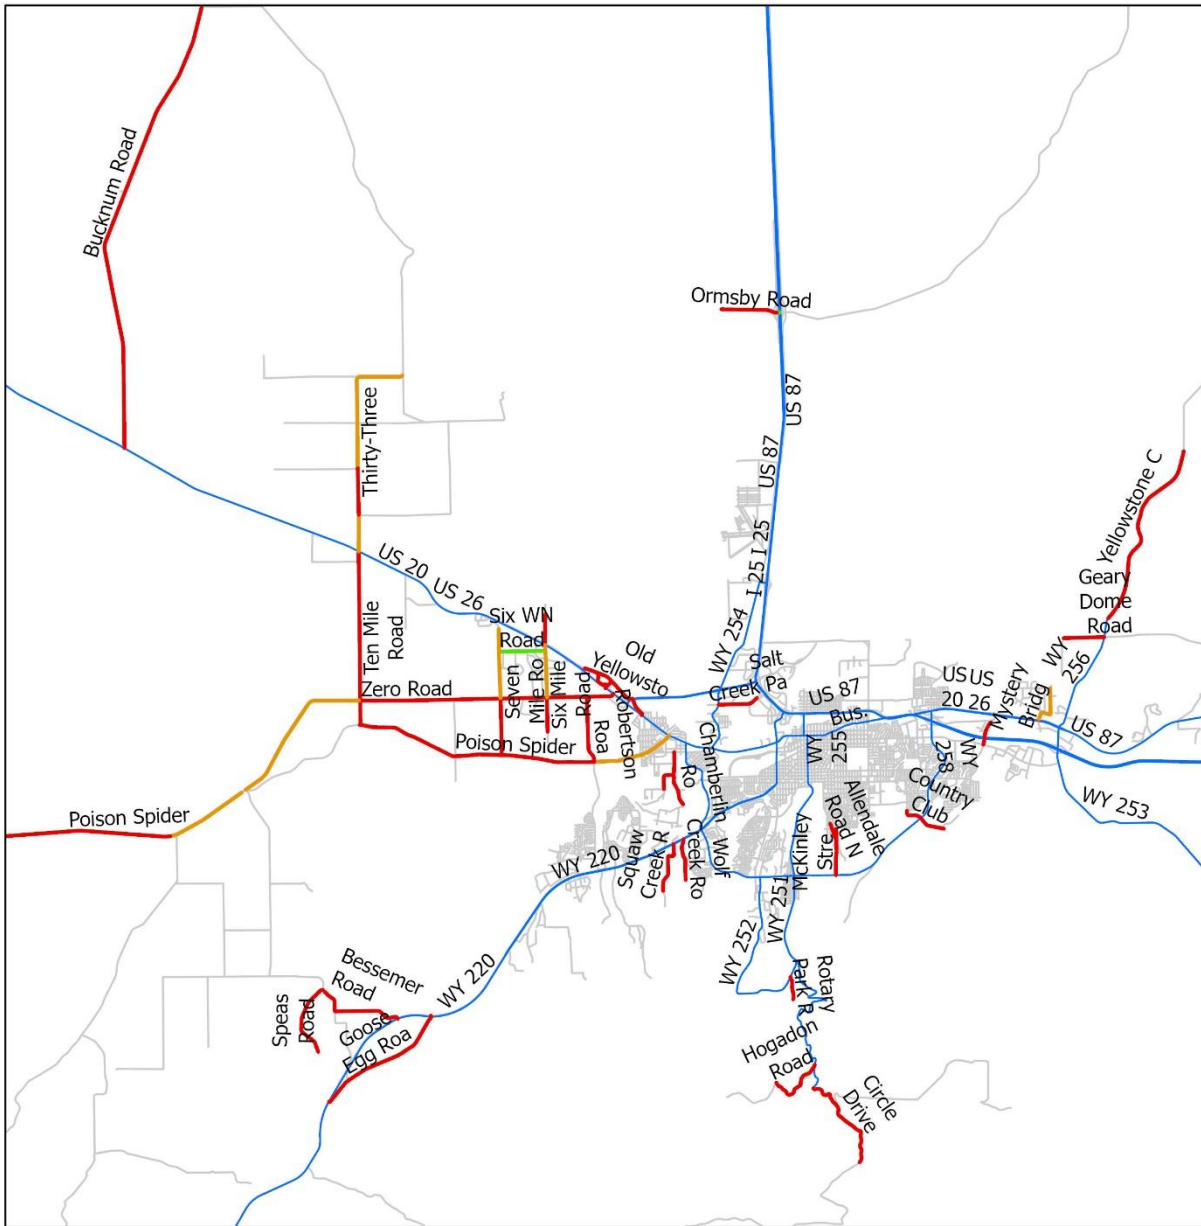 Bucknum Road
Ormsby Road
US 87
Thirty-Three
US 87
Yellowstone C
I 25 I 25
US 20 US 26
Geary
Dome
Road
Six WN
Road
Ten Mile
Road
WY 254
Old
Yellowsto
Salt
Creek Pa
WY
256
Zero Road
Seven
Mile Ro
Six Mile
Road
Roa
Robertson
US 87
Bus.
US US
20 26
Mystery
Bridg
US 87
Poison Spider
WY
255
WY
258
Chamberlin
Ro
Country
Club
WY 253
Poison Spider
Allendale
Road N
Stre
McKinley
Wolf
Creek Ro
Squaw
Creek R
WY 220
WY 251
WY 252
WY 220
Bessemer
Road
Speas
Road
Goose
Egg Roa
Rotary
Park R
Hogadon
Road
Circle
Drive